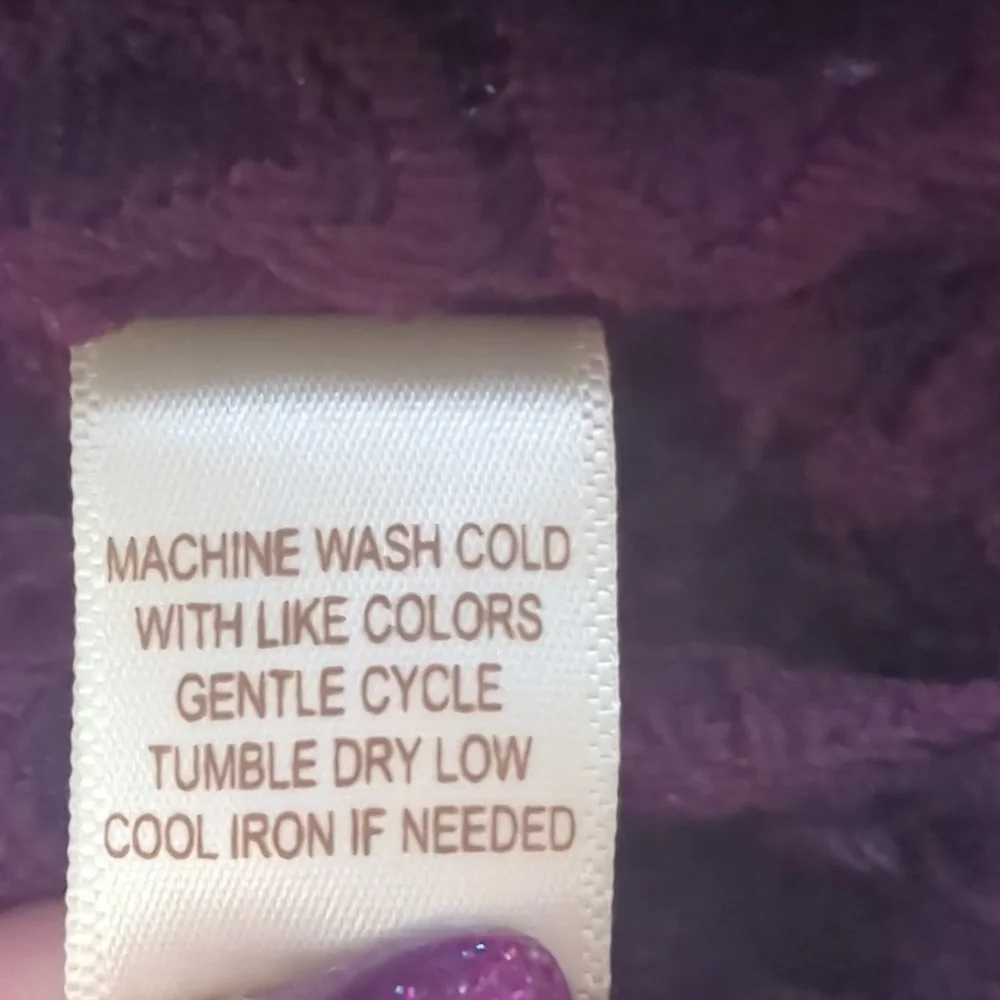 MACHINE WASH COLD
WITH LIKE COLORS
GENTLE CYCLE
TUMBLE DRY LOW
COOL IRON IF NEEDED